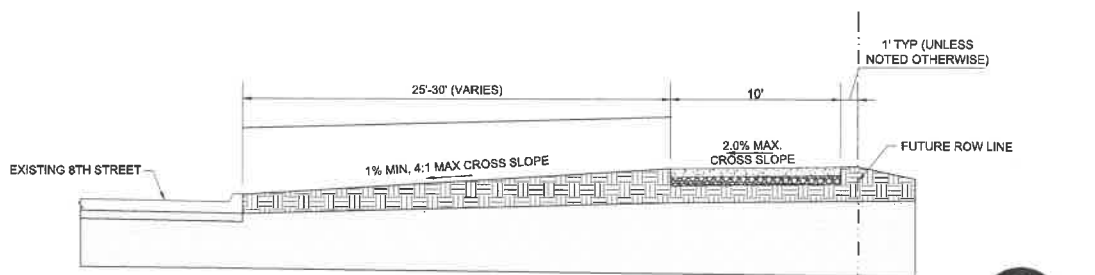 1' TYP (UNLESS
NOTED OTHERWISE)
25'-30' (VARIES)
10'
EXISTING 8TH STREET
1% MIN, 4:1 MAX CROSS SLOPE
2.0% MAX.
CROSS SLOPE
FUTURE ROW LINE